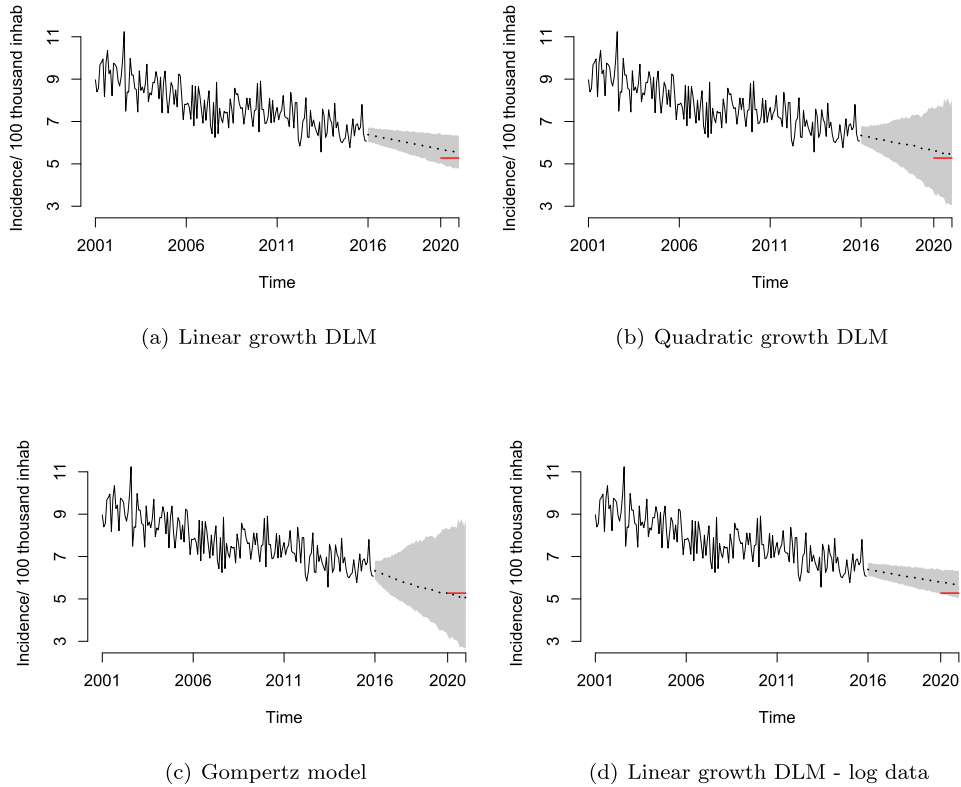 Incidence/ 100 thousand inhab
11
9
7
5
3
2001 2006 2011 2016 2020
Time
(a) Linear growth DLM
Incidence/ 100 thousand inhab
11
9
7
5
3
2001 2006 2011 2016 2020
Time
(b) Quadratic growth DLM
Incidence/ 100 thousand inhab
11
9
7
5
3
2001 2006 2011 2016 2020
Time
(c) Gompertz model
Incidence/ 100 thousand inhab
11
9
7
5
3
2001 2006 2011 2016 2020
Time
(d) Linear growth DLM - log data